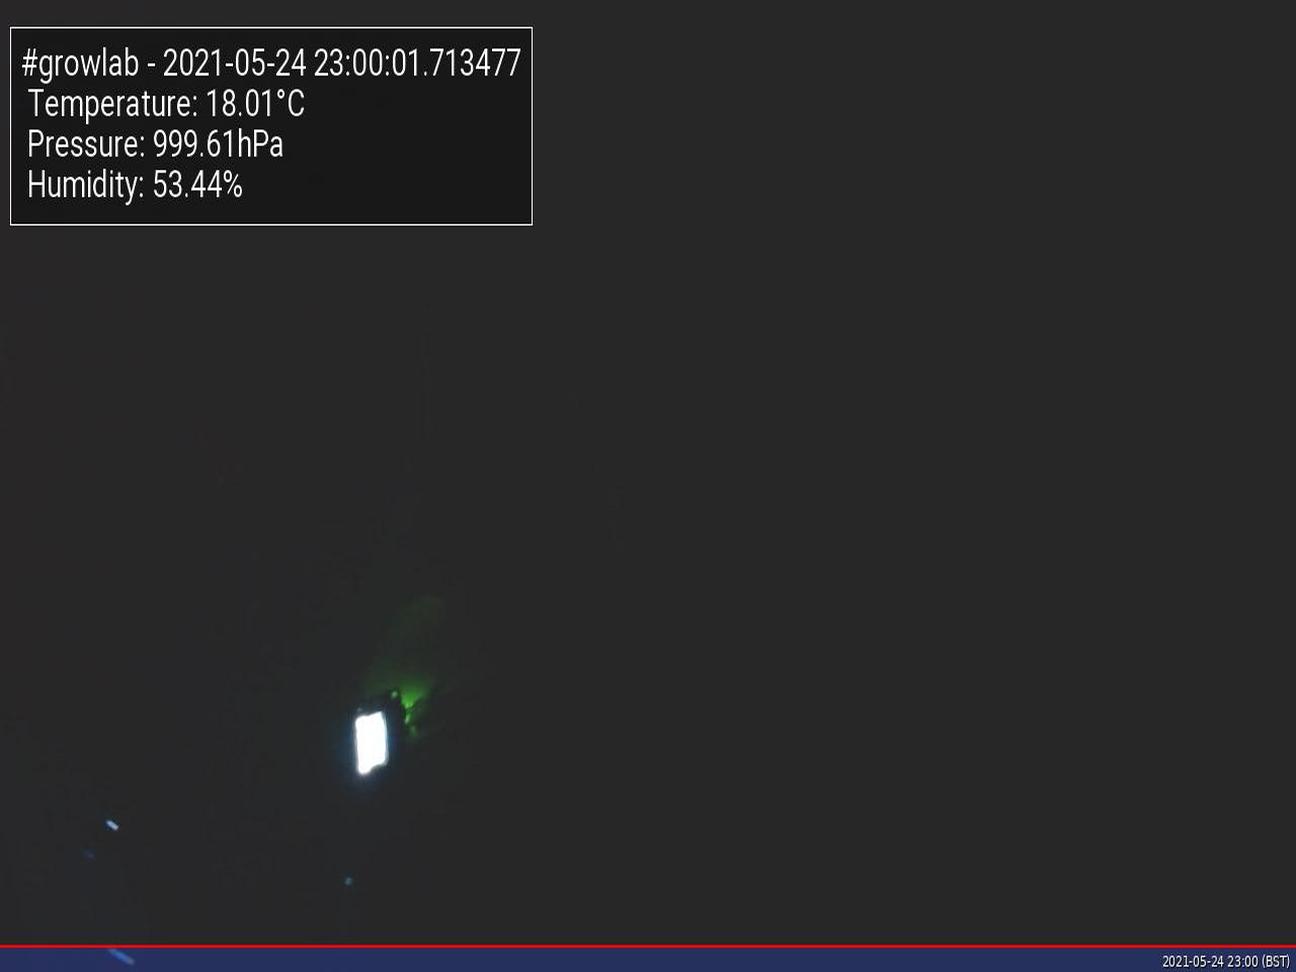 #growlab - 2021-05-24 23:00:01.713477
Temperature: 18.01°C
Pressure: 999.61hPa
Humidity: 53.44%
2021-05-24 23:00 (BST)